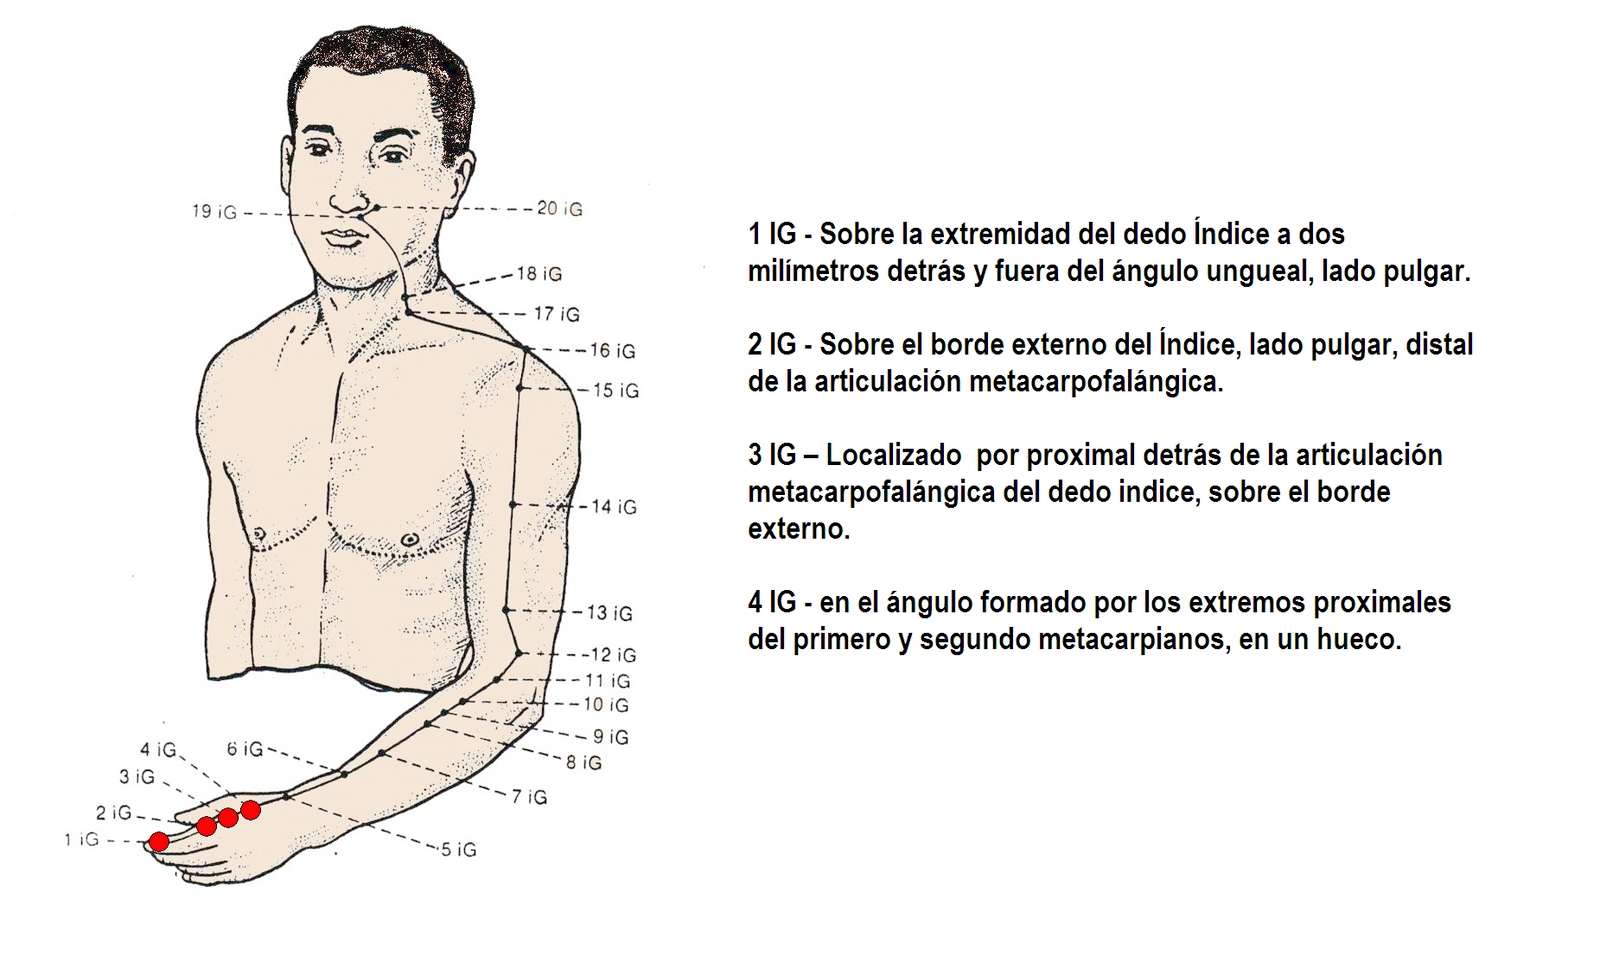 19 iG
20 iG
18 iG
17 iG
16 iG
15 iG
14 iG
13 iG
12 iG
11 iG
10 iG
9 iG
8 iG
7 iG
6 iG
5 iG
4 iG
3 iG
2 iG
1 iG
1 IG - Sobre la extremidad del dedo Índice a dos
milímetros detrás y fuera del ángulo ungueal, lado pulgar.
2 IG - Sobre el borde externo del Índice, lado pulgar, distal
de la articulación metacarpofalángica.
3 IG – Localizado  por proximal detrás de la articulación
metacarpofalángica del dedo indice, sobre el borde
externo.
4 IG - en el ángulo formado por los extremos proximales
del primero y segundo metacarpianos, en un hueco.